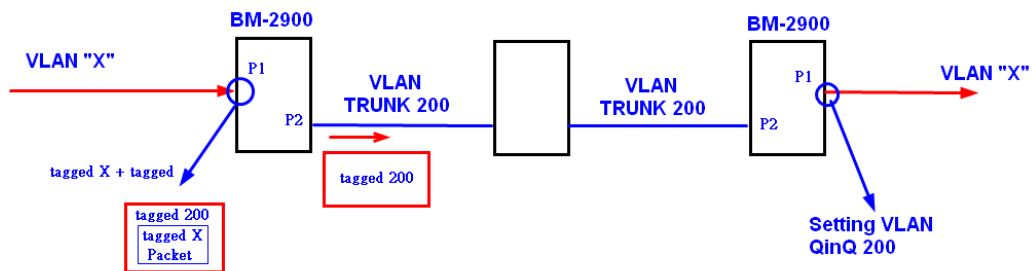 BM-2900
BM-2900
VLAN "X"
P1
VLAN
TRUNK 200
VLAN
TRUNK 200
P1
VLAN "X"
P2
P2
tagged X + tagged
tagged 200
tagged 200
tagged X
Packet
Setting VLAN
QinQ 200